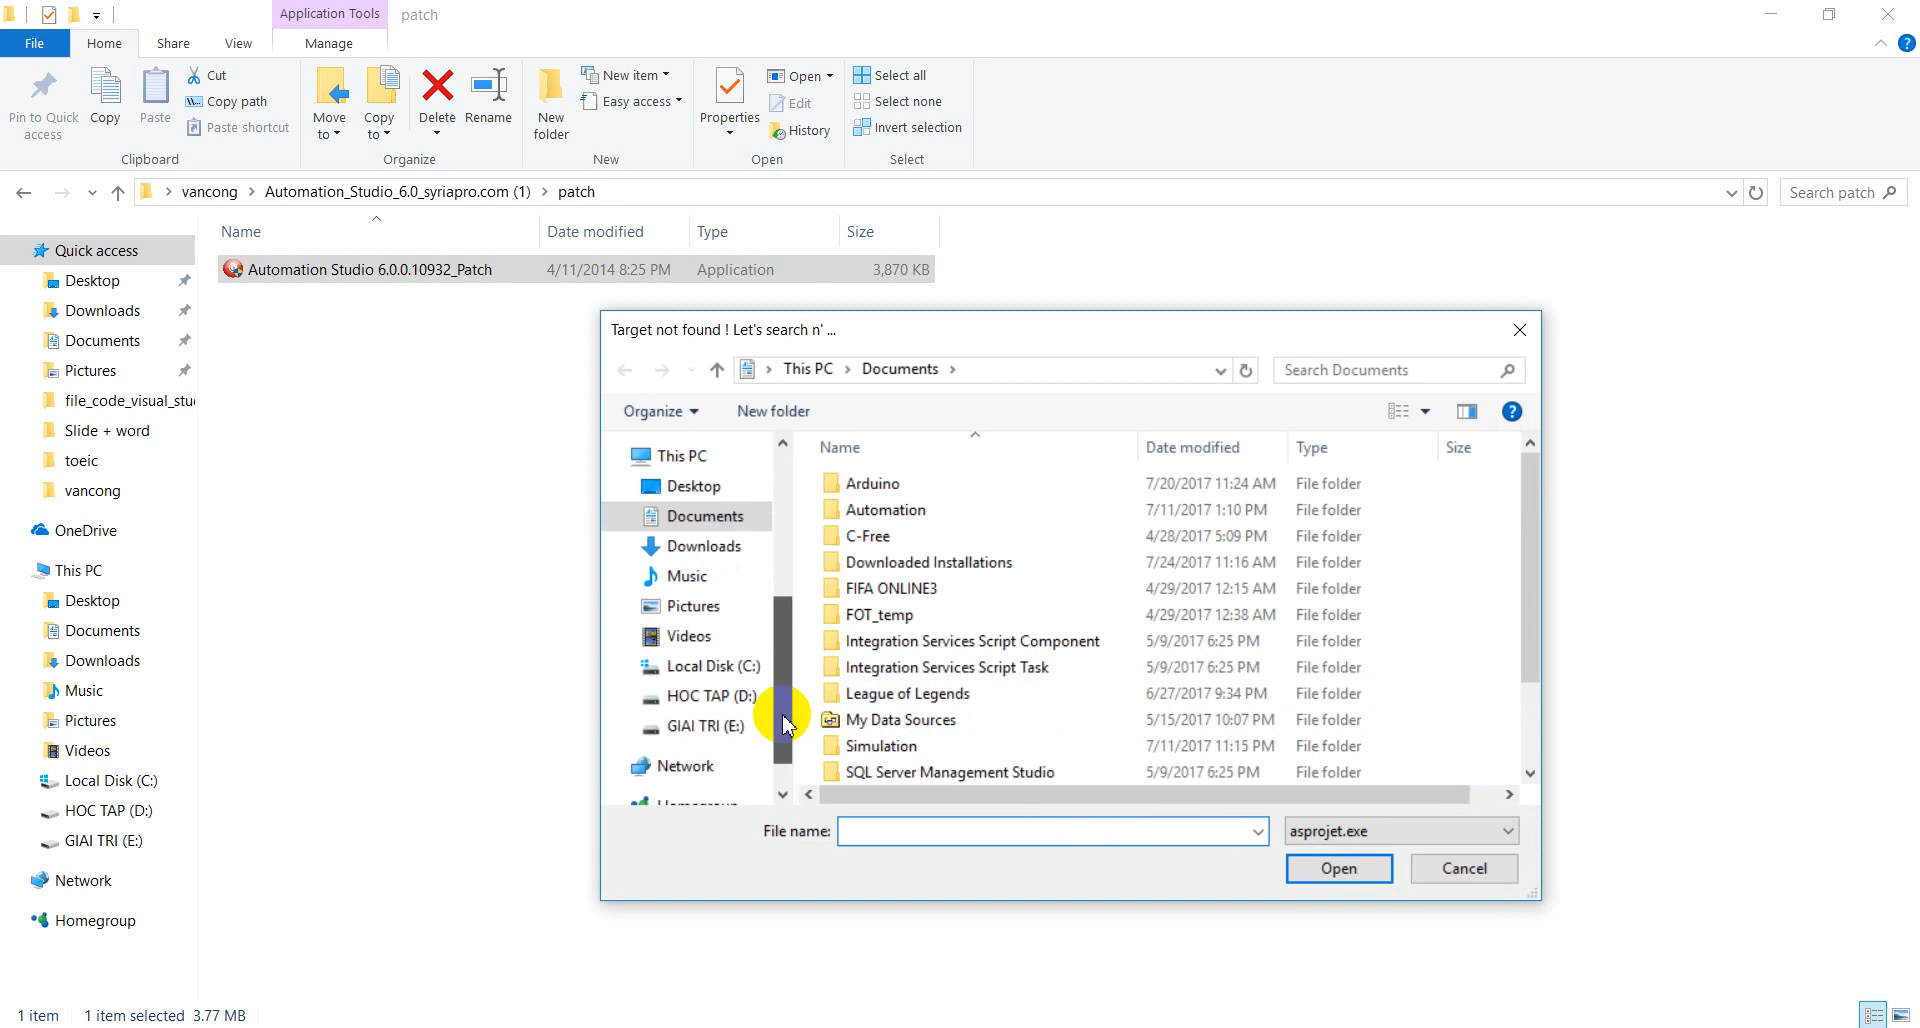 Application Tools patch
File Home Share View Manage
Pin to Quick access
Copy
Paste
Cut
Copy path
Paste shortcut
Clipboard
Move to
Copy to
Delete
Rename
Organize
New folder
New item
Easy access
New
Properties
Open
Edit
History
Open
Select all
Select none
Invert selection
Select
vancong Automation_Studio_6.0_syriapro.com (1) patch
Search patch
Name Date modified Type Size
Automation Studio 6.0.0.10932_Patch 4/11/2014 8:25 PM Application 3,870 KB
Quick access
Desktop
Downloads
Documents
Pictures
file_code_visual_stu
Slide + word
toeic
vancong
OneDrive
This PC
Desktop
Documents
Downloads
Music
Pictures
Videos
Local Disk (C:)
HOC TAP (D:)
GIAI TRI (E:)
Network
Homegroup
Target not found ! Let's search n' ...
This PC Documents
Search Documents
Organize New folder
This PC
Desktop
Documents
Downloads
Music
Pictures
Videos
Local Disk (C:)
HOC TAP (D:)
GIAI TRI (E:)
Network
Name Date modified Type Size
Arduino 7/20/2017 11:24 AM File folder
Automation 7/11/2017 1:10 PM File folder
C-Free 4/28/2017 5:09 PM File folder
Downloaded Installations 7/24/2017 11:16 AM File folder
FIFA ONLINE3 4/29/2017 12:15 AM File folder
FOT_temp 4/29/2017 12:38 AM File folder
Integration Services Script Component 5/9/2017 6:25 PM File folder
Integration Services Script Task 5/9/2017 6:25 PM File folder
League of Legends 6/27/2017 9:34 PM File folder
My Data Sources 5/15/2017 10:07 PM File folder
Simulation 7/11/2017 11:15 PM File folder
SQL Server Management Studio 5/9/2017 6:25 PM File folder
File name:
asprojet.exe
Open Cancel
1 item 1 item selected 3.77 MB